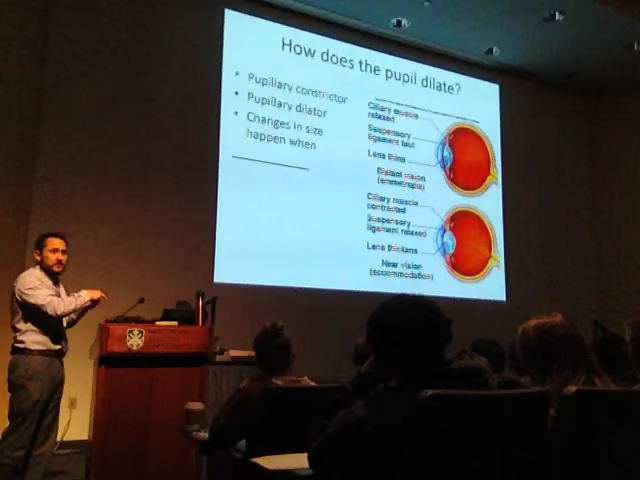 How does the pupil dilate?
• Pupillary constrictor
• Pupillary dilator
• Changes in size
happen when
Ciliary muscle
relaxed
Suspensory
ligament taut
Lens thins
Distant vision
(emmetropia)
Ciliary muscle
contracted
Suspensory
ligament relaxed
Lens thickens
Near vision
(accommodation)